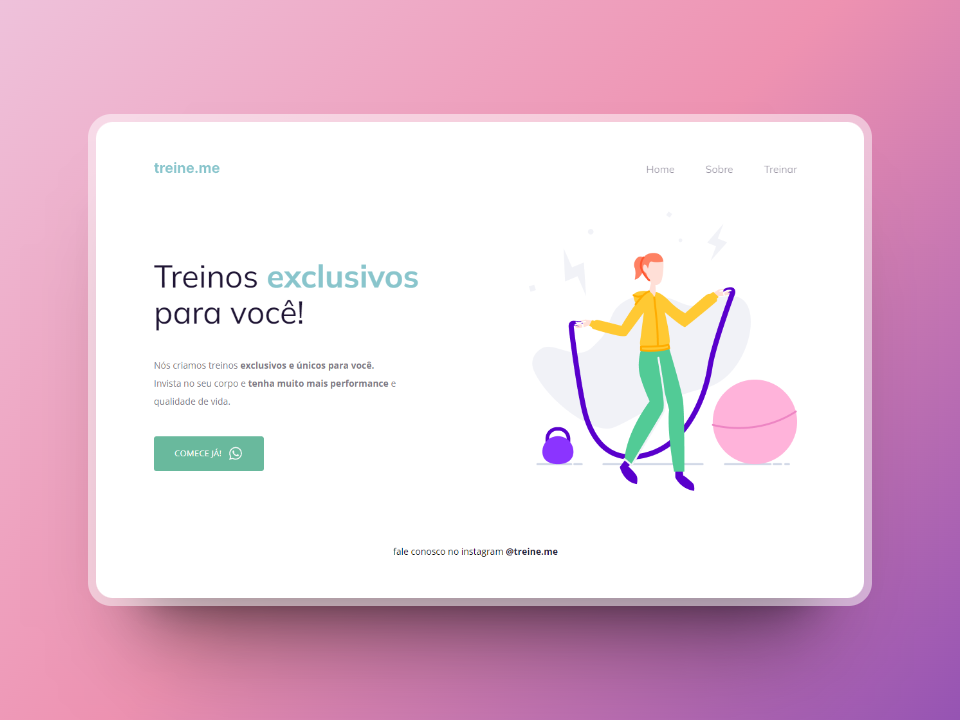 treine.me
Home Sobre Treinar
Treinos exclusivos
para você!
Nós criamos treinos exclusivos e únicos para você.
Invista no seu corpo e tenha muito mais performance e
qualidade de vida.
COMECE JÁ!
fale conosco no instagram @treine.me